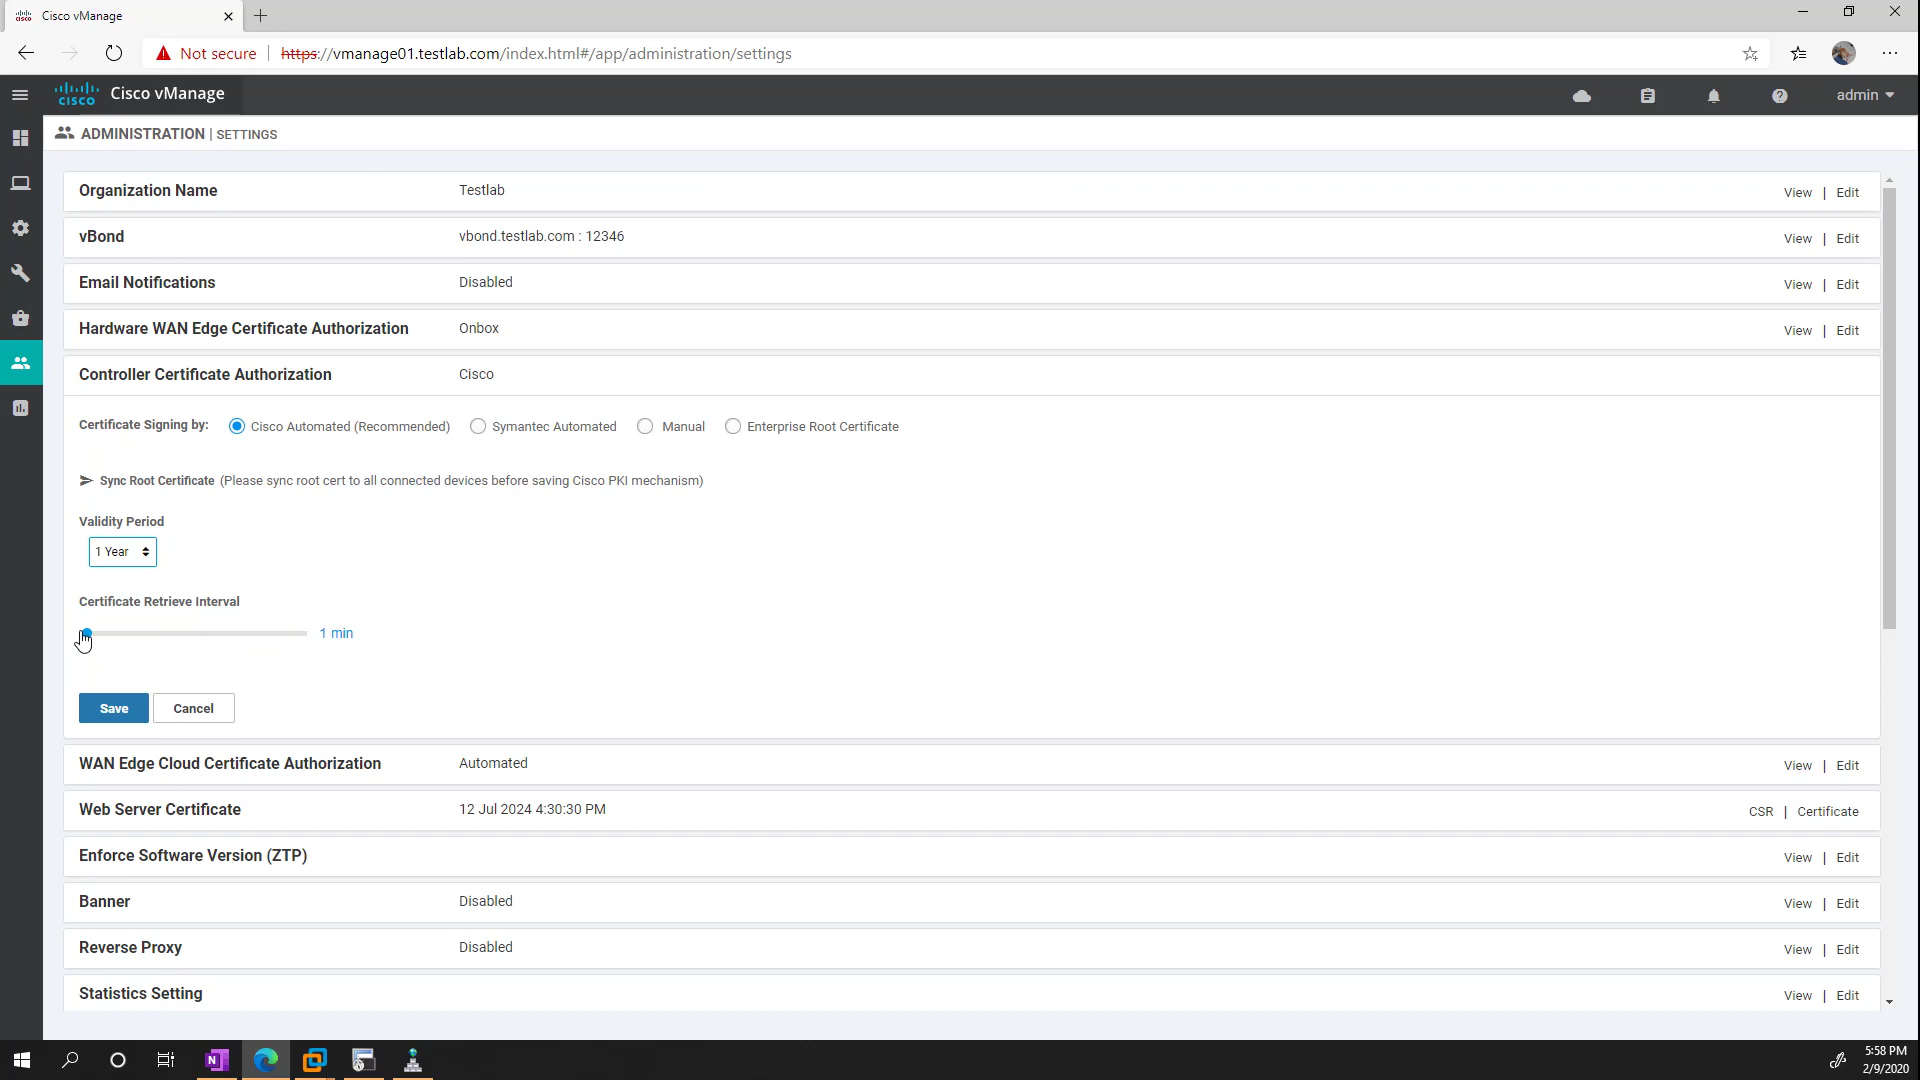 Cisco vManage
Not secure | https://vmanage01.testlab.com/index.html#/app/administration/settings
cisco Cisco vManage
admin
ADMINISTRATION | SETTINGS
Organization Name Testlab View | Edit
vBond vbond.testlab.com : 12346 View | Edit
Email Notifications Disabled View | Edit
Hardware WAN Edge Certificate Authorization Onbox View | Edit
Controller Certificate Authorization Cisco
Certificate Signing by: Cisco Automated (Recommended) Symantec Automated Manual Enterprise Root Certificate
Sync Root Certificate (Please sync root cert to all connected devices before saving Cisco PKI mechanism)
Validity Period
1 Year
Certificate Retrieve Interval
1 min
Save Cancel
WAN Edge Cloud Certificate Authorization Automated View | Edit
Web Server Certificate 12 Jul 2024 4:30:30 PM CSR | Certificate
Enforce Software Version (ZTP) View | Edit
Banner Disabled View | Edit
Reverse Proxy Disabled View | Edit
Statistics Setting View | Edit
5:58 PM
2/9/2020